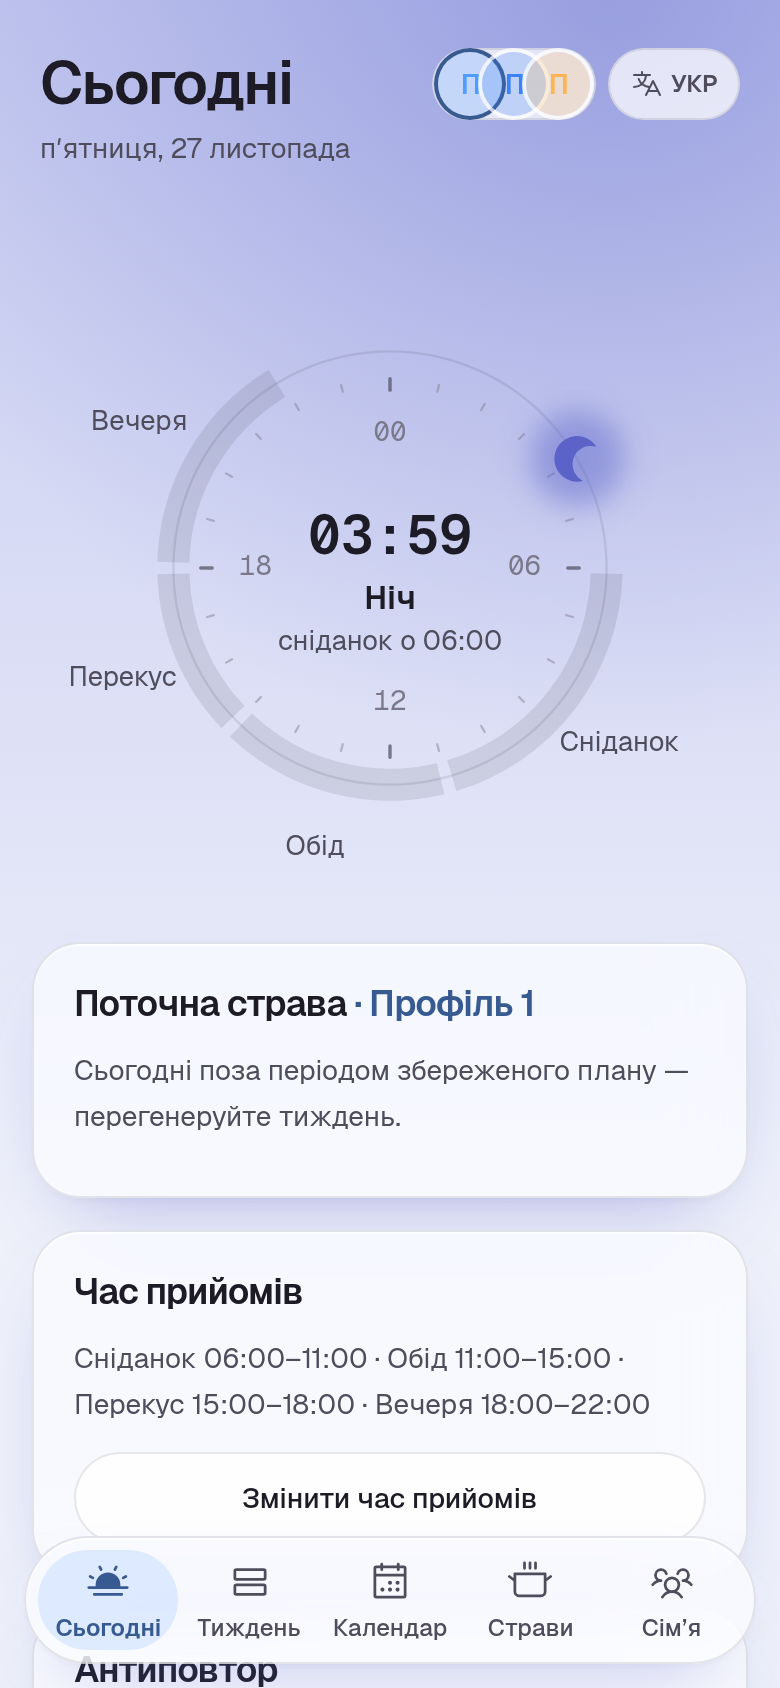 Сьогодні
П П П
УКР
п'ятниця, 27 листопада
Вечеря
00
03:59
18
06
Ніч
сніданок о 06:00
Перекус
12
Сніданок
Обід
Поточна страва · Профіль 1
Сьогодні поза періодом збереженого плану —
перегенеруйте тиждень.
Час прийомів
Сніданок 06:00–11:00 · Обід 11:00–15:00 ·
Перекус 15:00–18:00 · Вечеря 18:00–22:00
Змінити час прийомів
Сьогодні
Тиждень
Календар
Страви
Сім'я
Антиповтор